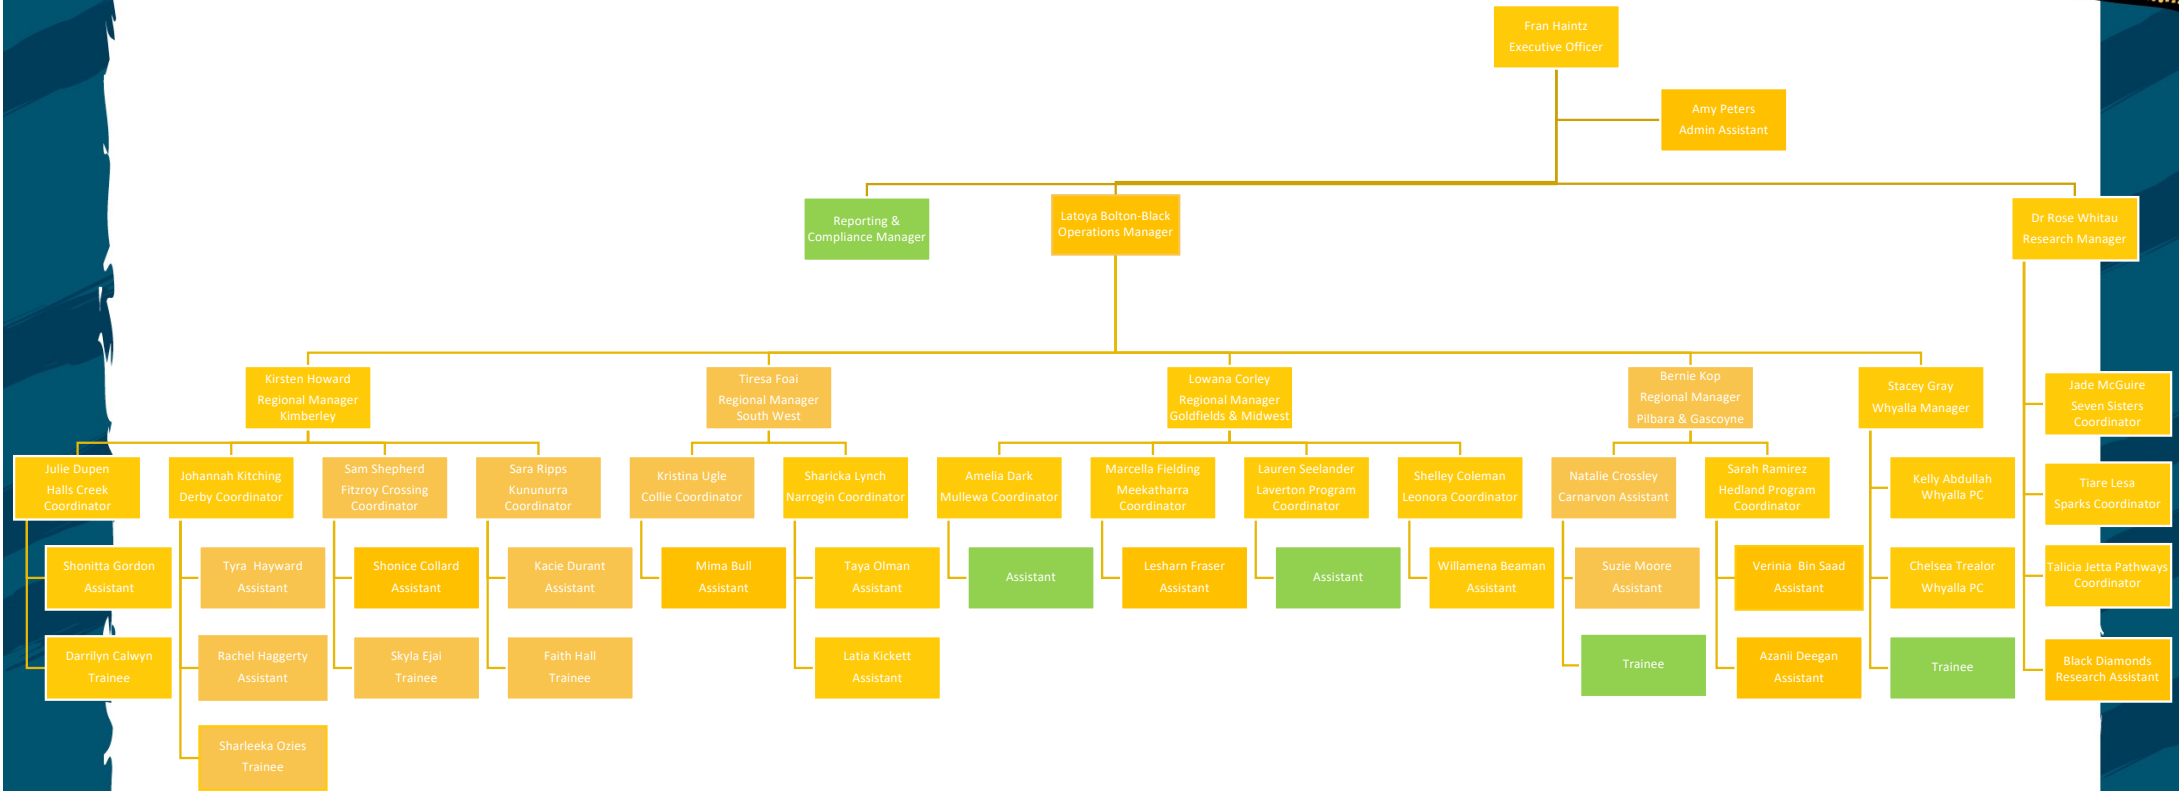 Fran Haintz
Executive Officer
Amy Peters
Admin Assistant
Reporting &
Compliance Manager
Latoya Bolton-Black
Operations Manager
Dr Rose Whitau
Research Manager
Kirsten Howard
Regional Manager
Kimberley
Tiresa Foai
Regional Manager
South West
Lowana Corley
Regional Manager
Goldfields & Midwest
Bernie Kop
Regional Manager
Pilbara & Gascoyne
Stacey Gray
Whyalla Manager
Jade McGuire
Seven Sisters
Coordinator
Julie Dupen
Halls Creek
Coordinator
Johannah Kitching
Derby Coordinator
Sam Shepherd
Fitzroy Crossing
Coordinator
Sara Ripps
Kununurra
Coordinator
Kristina Ugle
Collie Coordinator
Sharicka Lynch
Narrogin Coordinator
Amelia Dark
Mullewa Coordinator
Marcella Fielding
Meekatharra
Coordinator
Lauren Seelander
Laverton Program
Coordinator
Shelley Coleman
Leonora Coordinator
Natalie Crossley
Carnarvon Assistant
Sarah Ramirez
Hedland Program
Coordinator
Kelly Abdullah
Whyalla PC
Tiare Lesa
Sparks Coordinator
Shonitta Gordon
Assistant
Tyra  Hayward
Assistant
Shonice Collard
Assistant
Kacie Durant
Assistant
Mima Bull
Assistant
Taya Olman
Assistant
Assistant
Lesharn Fraser
Assistant
Assistant
Willamena Beaman
Assistant
Suzie Moore
Assistant
Verinia  Bin Saad
Assistant
Chelsea Trealor
Whyalla PC
Talicia Jetta Pathways
Coordinator
Darrilyn Calwyn
Trainee
Rachel Haggerty
Assistant
Skyla Ejai
Trainee
Faith Hall
Trainee
Latia Kickett
Assistant
Trainee
Azanii Deegan
Assistant
Trainee
Black Diamonds
Research Assistant
Sharleeka Ozies
Trainee